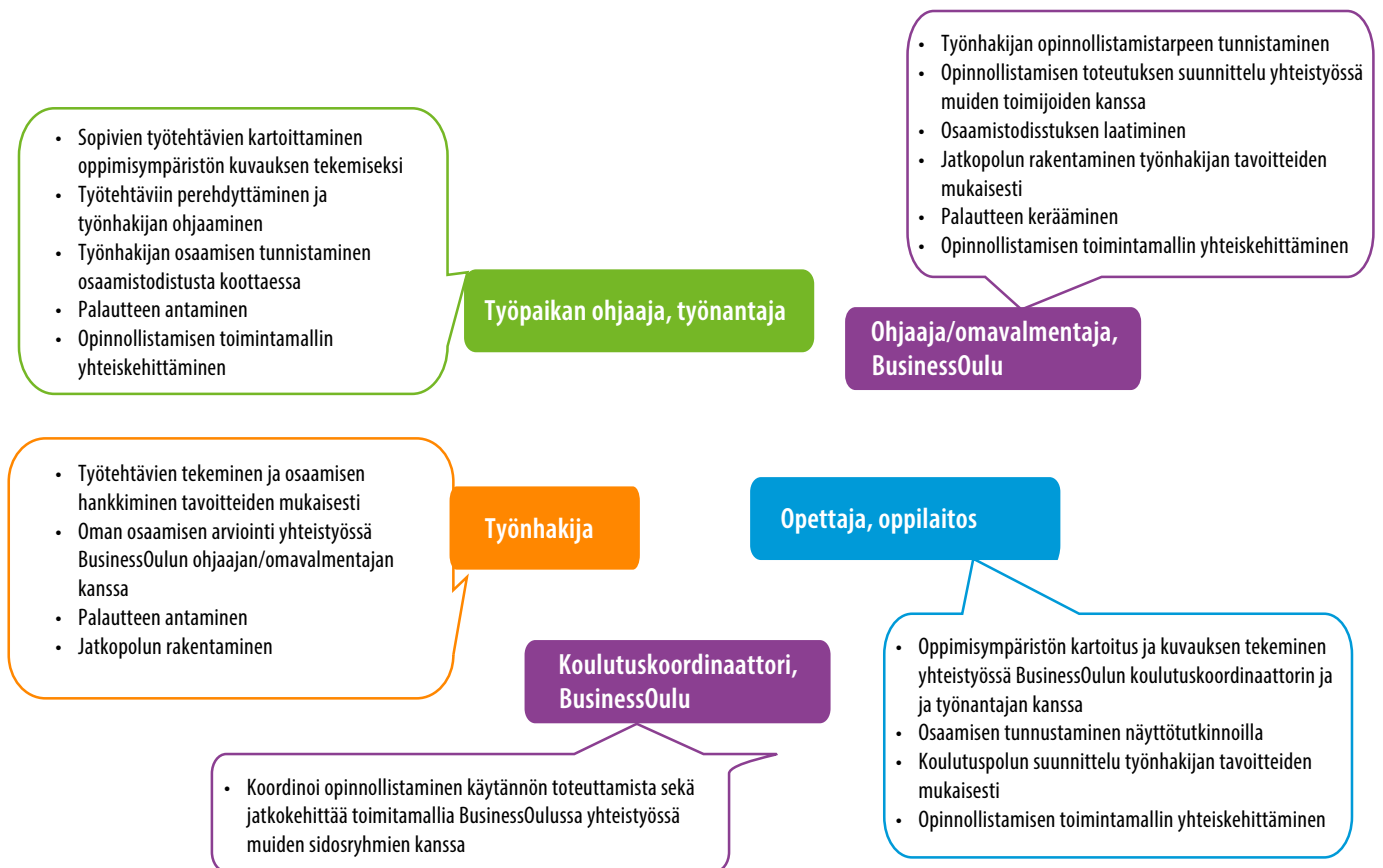 • Työnhakijan opinnollistamistarpeen tunnistaminen
• Opinnollistamisen toteutuksen suunnittelu yhteistyössä
muiden toimijoiden kanssa
• Osaamistodisstuksen laatiminen
• Jatkopolun rakentaminen työnhakijan tavoitteiden
mukaisesti
• Palautteen kerääminen
• Opinnollistamisen toimintamallin yhteiskehittäminen
Ohjaaja/omavalmentaja,
BusinessOulu
• Sopivien työtehtävien kartoittaminen
oppimisympäristön kuvauksen tekemiseksi
• Työtehtäviin perehdyttäminen ja
työnhakijan ohjaaminen
• Työnhakijan osaamisen tunnistaminen
osaamistodistusta koottaessa
• Palautteen antaminen
• Opinnollistamisen toimintamallin
yhteiskehittäminen
Työpaikan ohjaaja, työnantaja
• Työtehtävien tekeminen ja osaamisen
hankkiminen tavoitteiden mukaisesti
• Oman osaamisen arviointi yhteistyössä
BusinessOulun ohjaajan/omavalmentajan
kanssa
• Palautteen antaminen
• Jatkopolun rakentaminen
Työnhakija
Opettaja, oppilaitos
• Oppimisympäristön kartoitus ja kuvauksen tekeminen
yhteistyössä BusinessOulun koulutuskoordinaattorin ja
ja työnantajan kanssa
• Osaamisen tunnustaminen näyttötutkinnoilla
• Koulutuspolun suunnittelu työnhakijan tavoitteiden
mukaisesti
• Opinnollistamisen toimintamallin yhteiskehittäminen
Koulutuskoordinaattori,
BusinessOulu
• Koordinoi opinnollistaminen käytännön toteuttamista sekä
jatkokehittää toimitamallia BusinessOulussa yhteistyössä
muiden sidosryhmien kanssa